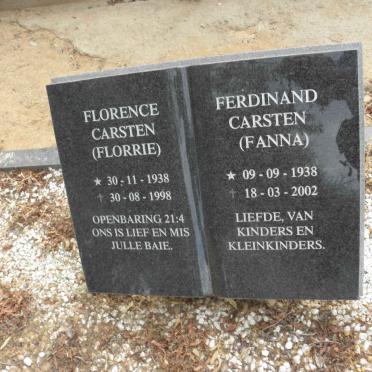 FLORENCE
CARSTEN
(FLORRIE)
★ 30-11-1938
† 30-08-1998
OPENBARING 21:4
ONS IS LIEF EN MIS
JULLE BAIE.
FERDINAND
CARSTEN
(FANNA)
★ 09-09-1938
† 18-03-2002
LIEFDE, VAN
KINDERS EN
KLEINKINDERS.